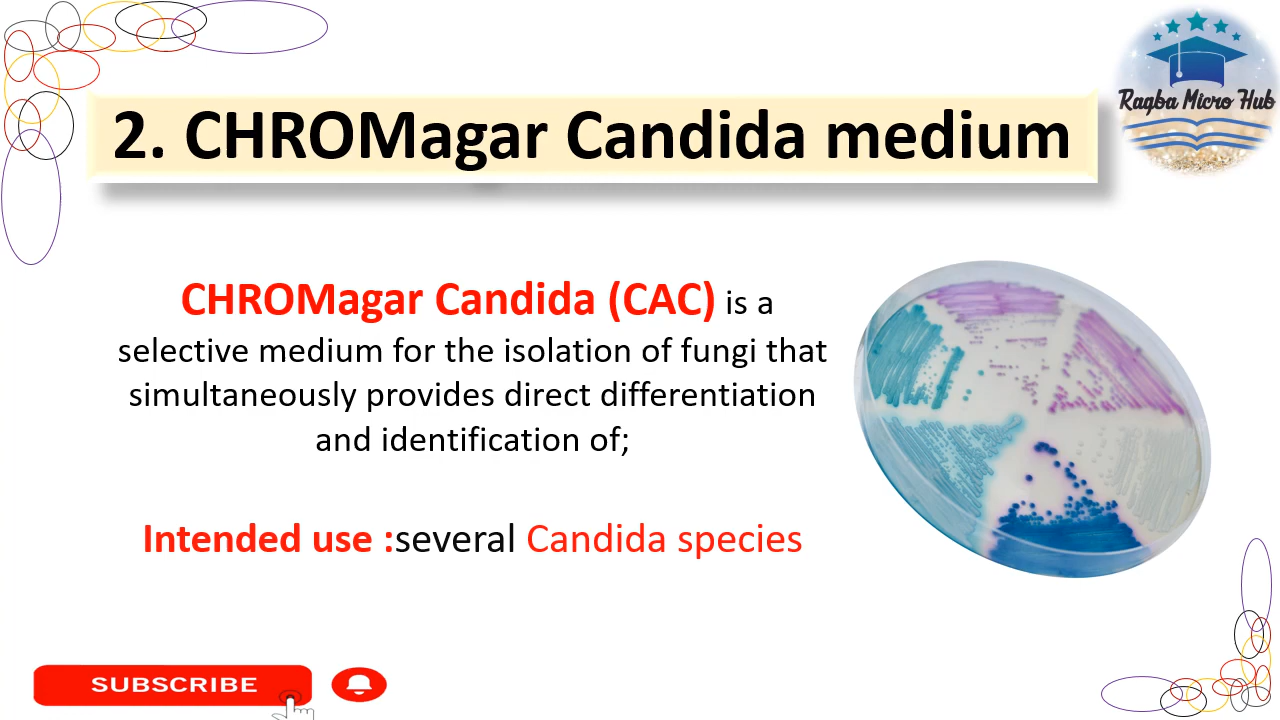 Ragba Micro Hub
2. CHROMagar Candida medium
CHROMagar Candida (CAC) is a
selective medium for the isolation of fungi that
simultaneously provides direct differentiation
and identification of;
Intended use :several Candida species
SUBSCRIBE